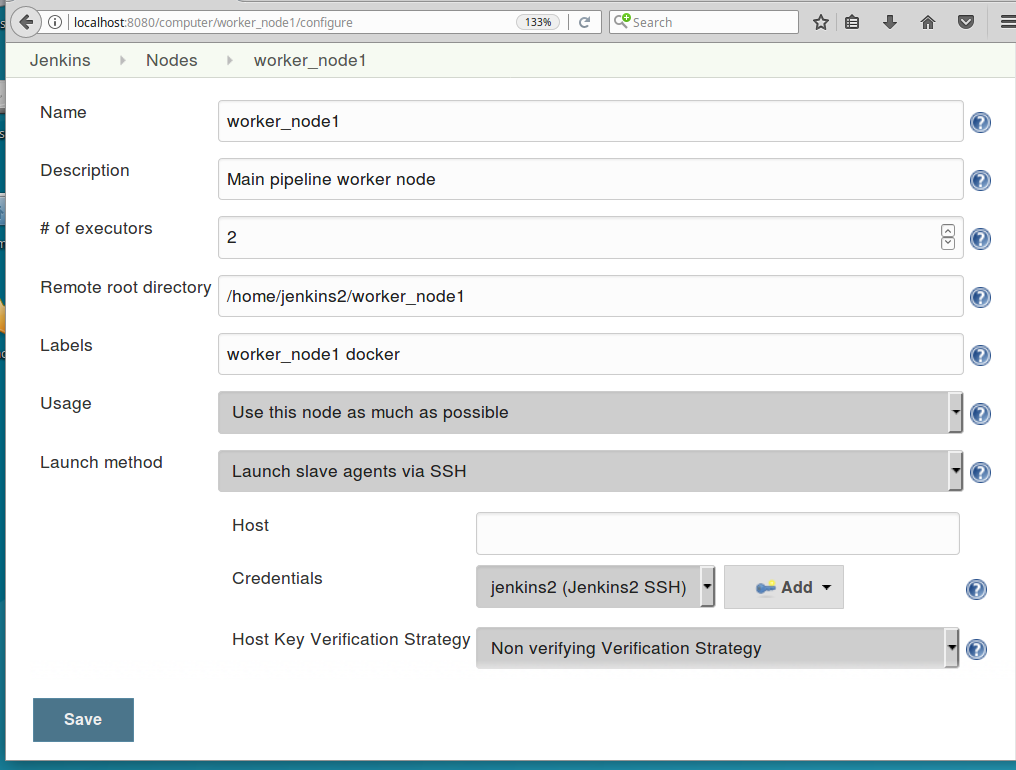 localhost:8080/computer/worker_node1/configure 133% Search
Jenkins Nodes worker_node1
Name worker_node1
Description Main pipeline worker node
# of executors 2
Remote root directory /home/jenkins2/worker_node1
Labels worker_node1 docker
Usage Use this node as much as possible
Launch method Launch slave agents via SSH
Host
Credentials jenkins2 (Jenkins2 SSH) Add
Host Key Verification Strategy Non verifying Verification Strategy
Save